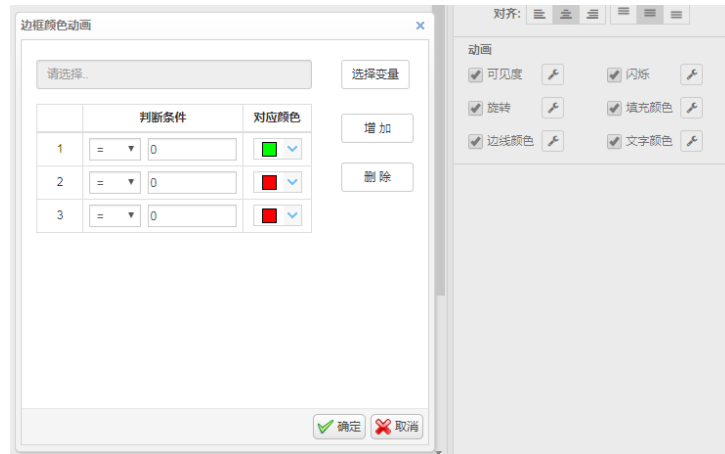 边框颜色动画 ×
请选择..
选择变量
判断条件 对应颜色
1 = 0
2 = 0
3 = 0
增 加
删 除
确定 取消
对齐:
动画
可见度 闪烁
旋转 填充颜色
边线颜色 文字颜色